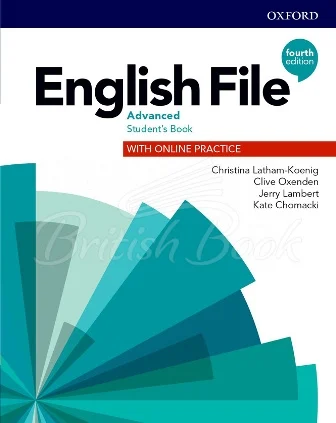 OXFORD
fourth
edition
English File
Advanced
Student's Book
WITH ONLINE PRACTICE
Christina Latham-Koenig
Clive Oxenden
Jerry Lambert
Kate Chomacki
British Book